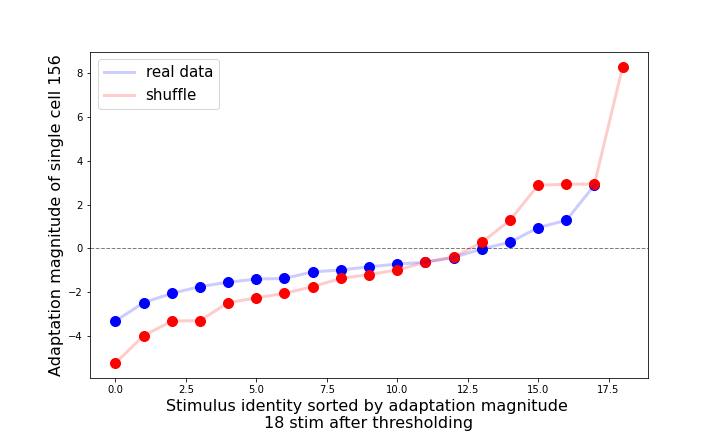 real data
shuffle
Adaptation magnitude of single cell 156
8
6
4
2
0
−2
−4
0.0 2.5 5.0 7.5 10.0 12.5 15.0 17.5
Stimulus identity sorted by adaptation magnitude
18 stim after thresholding